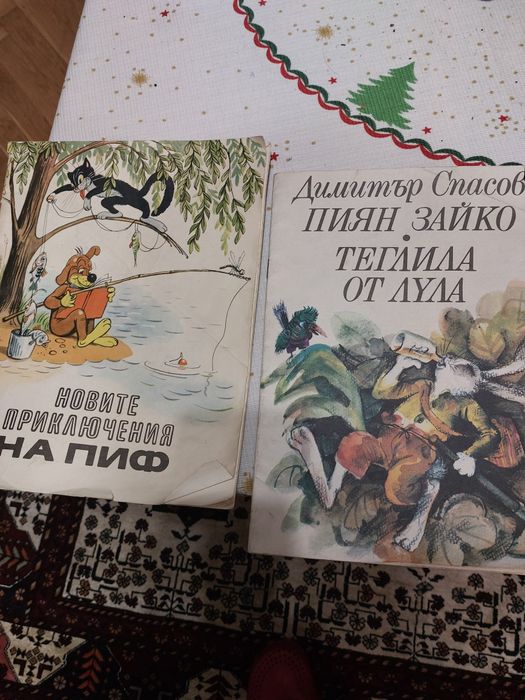 НОВИТЕ
ПРИКЛЮЧЕНИЯ
НА ПИФ
Димитър Спасов
ПИЯН ЗАЙКО
•
ТЕГЛИЛА
ОТ ЛУЛА